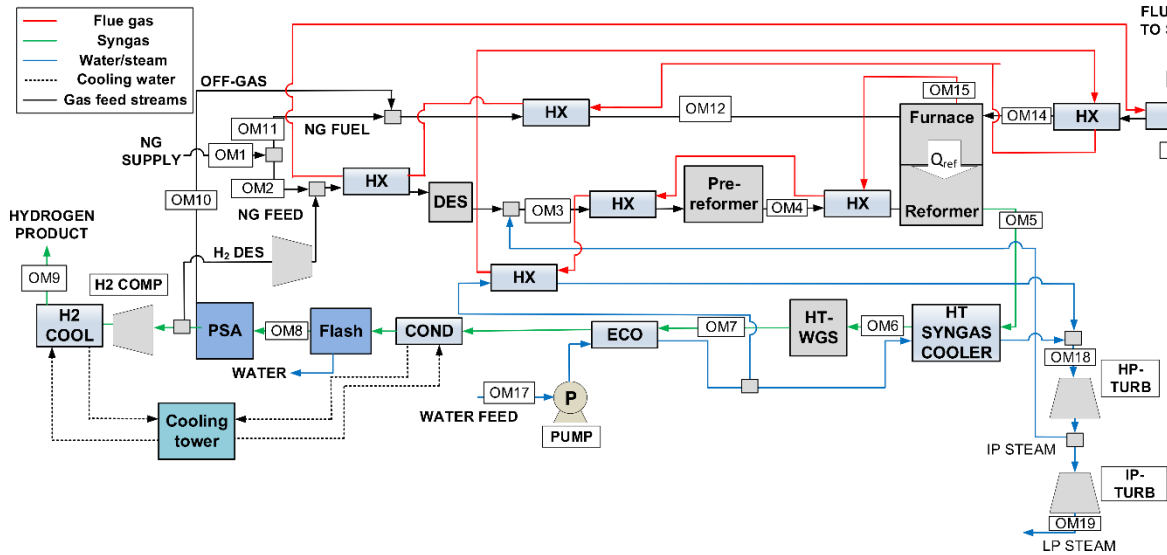 Flue gas
Syngas
Water/steam
Cooling water
Gas feed streams
FLU
TO S
OFF-GAS
OM15
OM12
HX
Furnace
OM14
HX
OM11
NG FUEL
NG
SUPPLY
OM1
Qref
OM2
HX
Pre-
reformer
OM10
NG FEED
DES
OM3
HX
OM4
HX
Reformer
OM5
HYDROGEN
PRODUCT
H2 DES
OM9
H2 COMP
HX
H2
COOL
PSA
OM8
Flash
COND
ECO
OM7
HT-
WGS
OM6
HT
SYNGAS
COOLER
OM18
WATER
HP-
TURB
OM17
P
WATER FEED
PUMP
Cooling
tower
IP STEAM
IP-
TURB
OM19
LP STEAM